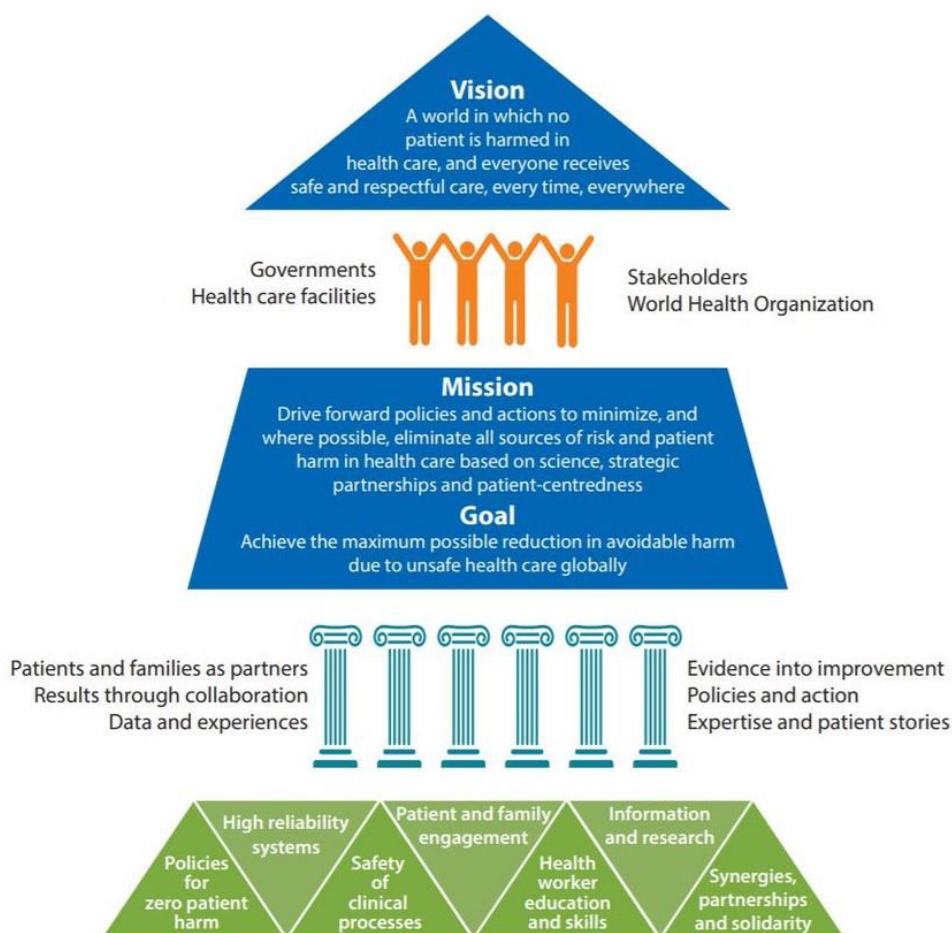 Vision
A world in which no
patient is harmed in
health care, and everyone receives
safe and respectful care, every time, everywhere
Governments
Health care facilities
Stakeholders
World Health Organization
Mission
Drive forward policies and actions to minimize, and
where possible, eliminate all sources of risk and patient
harm in health care based on science, strategic
partnerships and patient-centredness
Goal
Achieve the maximum possible reduction in avoidable harm
due to unsafe health care globally
Patients and families as partners
Results through collaboration
Data and experiences
Evidence into improvement
Policies and action
Expertise and patient stories
Policies
for
zero patient
harm
High reliability
systems
Safety
of
clinical
processes
Patient and family
engagement
Health
worker
education
and skills
Information
and research
Synergies,
partnerships
and solidarity